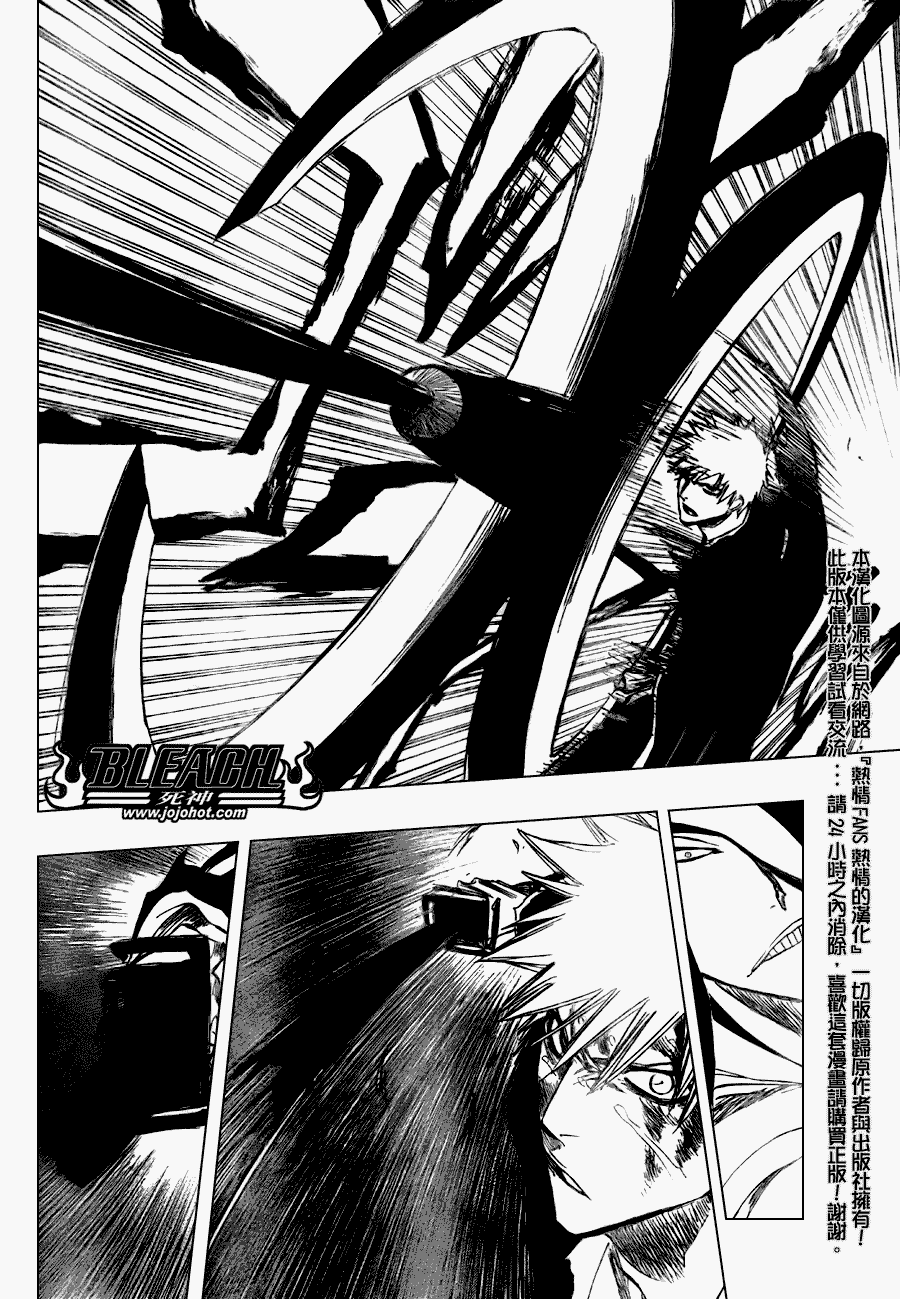 本漢化圖源來自於網路，『熱情FANS熱情的漢化』一切版權歸原作者與出版社擁有！
此版本僅供學習試看交流…請24小時之內消除，喜歡這套漫畫請購買正版！謝謝。
BLEACH
死神
www.jojohot.com